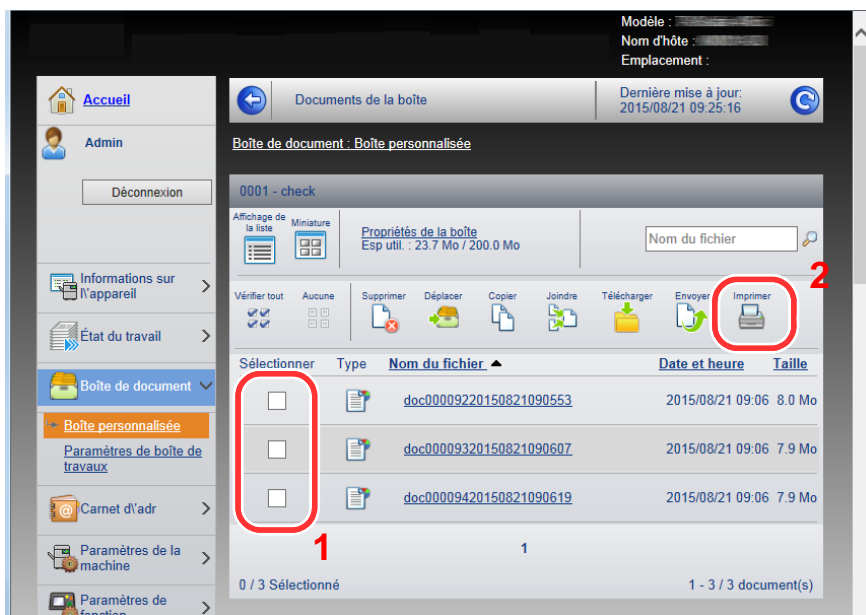 Modèle :
Nom d'hôte :
Emplacement :
Accueil
Admin
Déconnexion
Informations sur
l\'appareil
État du travail
Boîte de document
Boîte personnalisée
Paramètres de boîte de
travaux
Carnet d\'adr
Paramètres de la
machine
Paramètres de
fonction
Documents de la boîte
Dernière mise à jour:
2015/08/21 09:25:16
Boîte de document : Boîte personnalisée
0001 - check
Affichage de
la liste
Miniature
Propriétés de la boîte
Esp util. : 23.7 Mo / 200.0 Mo
Nom du fichier
2
Vérifier tout Aucune Supprimer Déplacer Copier Joindre Télécharger Envoyer Imprimer
Sélectionner Type Nom du fichier Date et heure Taille
doc00009220150821090553 2015/08/21 09:06 8.0 Mo
doc00009320150821090607 2015/08/21 09:06 7.9 Mo
doc00009420150821090619 2015/08/21 09:06 7.9 Mo
1
1
0 / 3 Sélectionné 1 - 3 / 3 document(s)